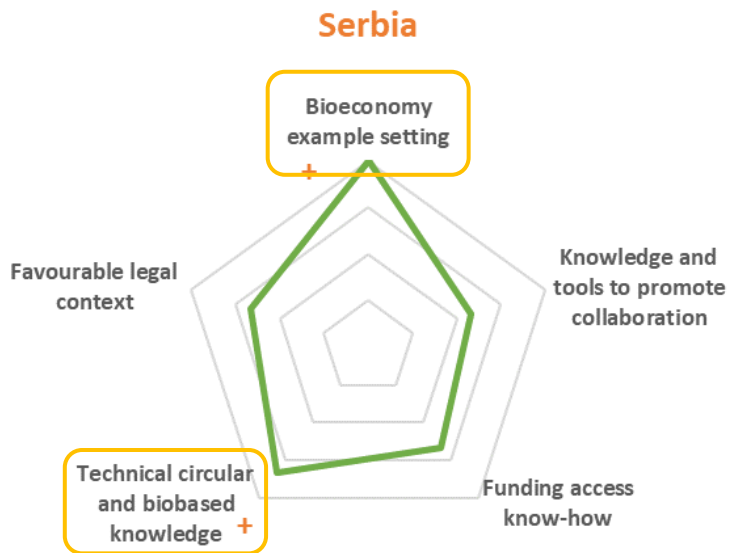 Serbia
Bioeconomy
example setting
+
Favourable legal
context
Knowledge and
tools to promote
collaboration
Technical circular
and biobased
knowledge +
Funding access
know-how